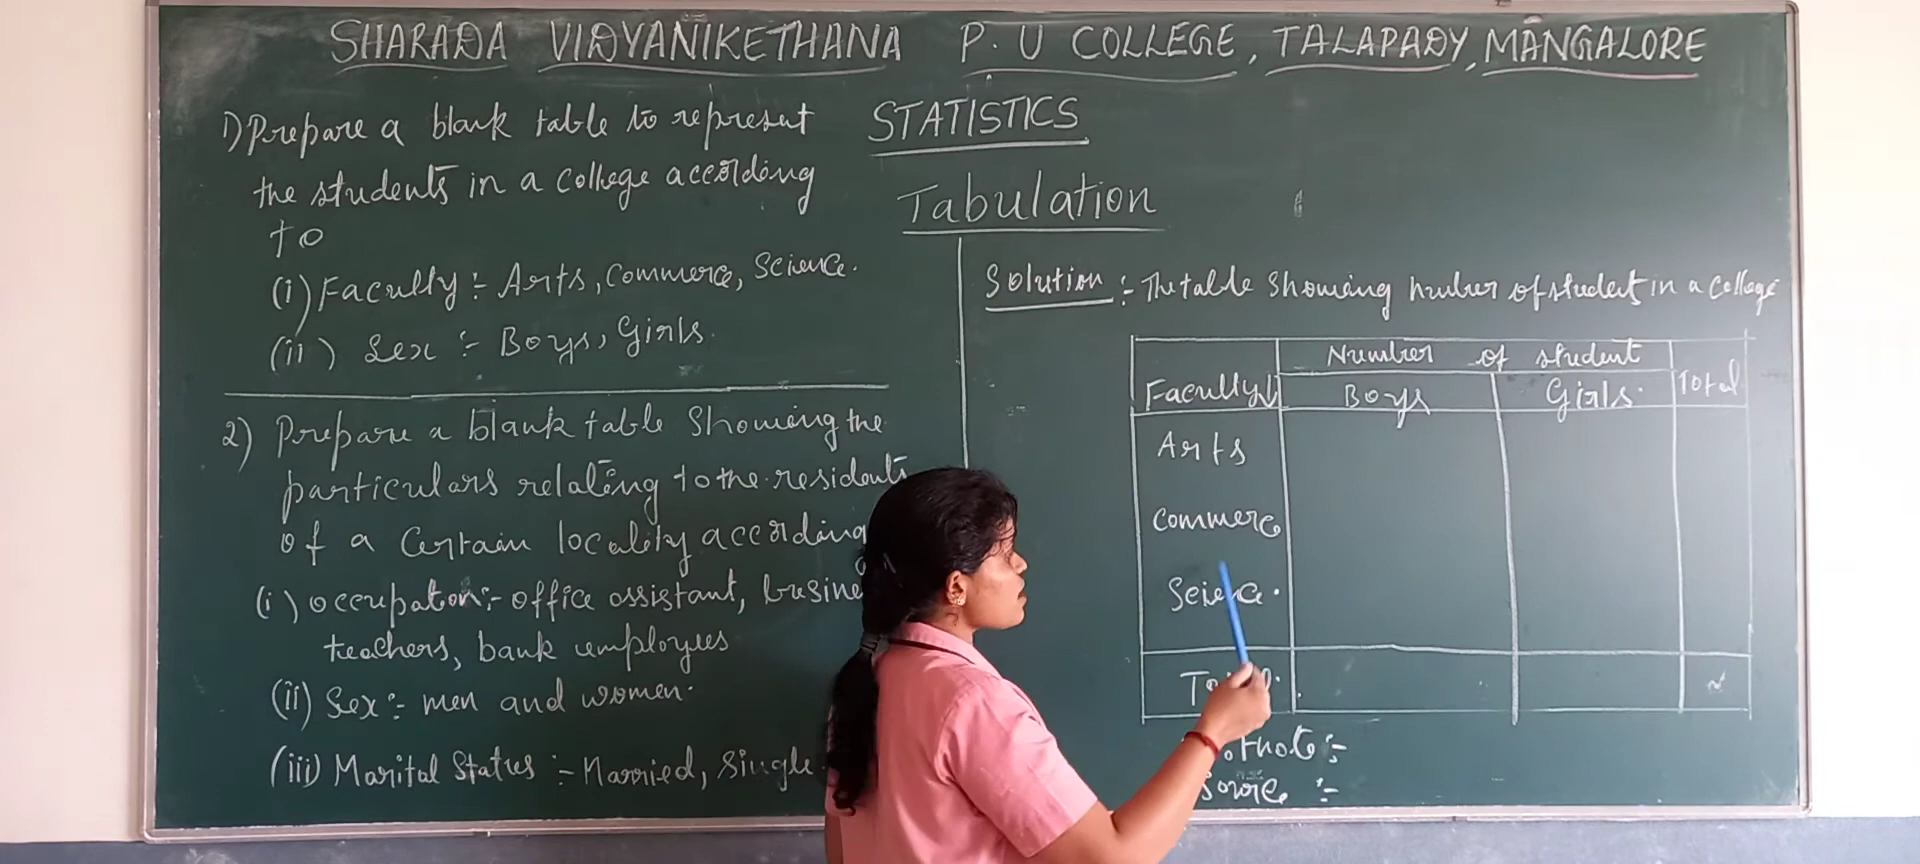 SHARADA VIDYANIKETHANA P.U COLLEGE, TALAPADY, MANGALORE
STATISTICS
Tabulation
1) Prepare a blank table to represent
the students in a college according
to
(i) Faculty :- Arts, Commerce, Science.
(ii) Sex :- Boys, Girls.
2) Prepare a blank table Showing the
particulars relating to the residents
of a Certain locality according
(i) occupation :- office assistant,
teachers, bank employees
(ii) Sex :- men and women.
(iii) Marital Status :- Married, Single
Solution :- The table Showing number of student in a College
Number of student
Faculty Boys Girls. Total
Arts
Commerce
Science.